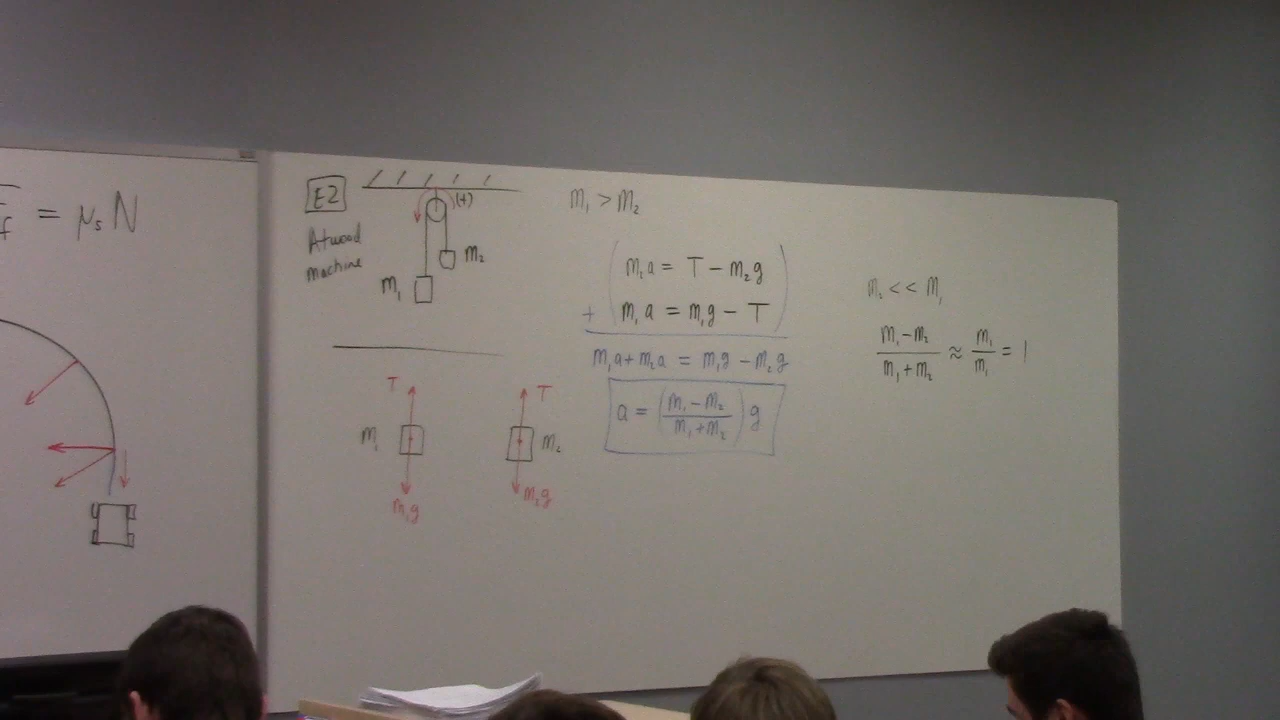 F_f = μₛ N
E2
(+)
Atwood
machine
m₂
m₁
T
T
m₁
m₂
m₁g
m₂g
m₁ > m₂
m₂a = T − m₂g
+ m₁a = m₁g − T
m₁a + m₂a = m₁g − m₂g
a = (m₁ − m₂ / m₁ + m₂) g
m₂ < < m₁
m₁ − m₂ / m₁ + m₂ ≈ m₁ / m₁ = 1